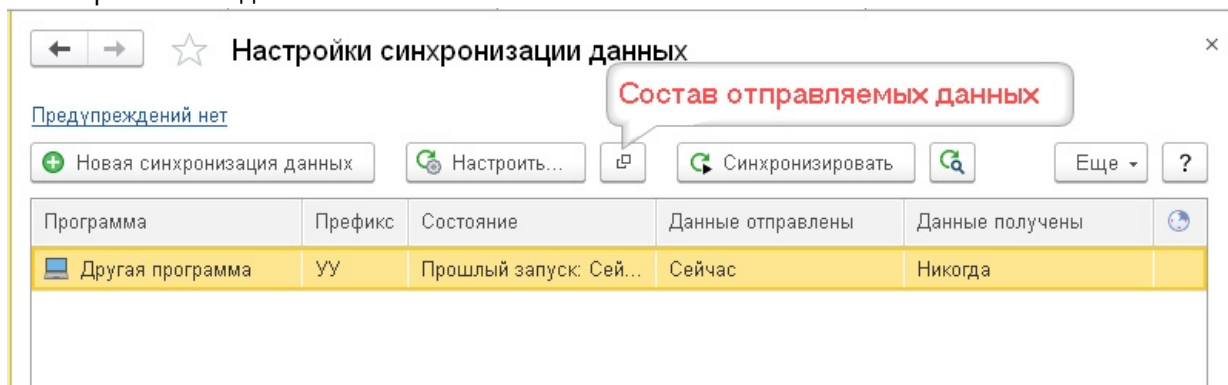 Настройки синхронизации данных
Состав отправляемых данных
Предупреждений нет
Новая синхронизация данных Настроить... Синхронизировать Еще ?
Программа Префикс Состояние Данные отправлены Данные получены
Другая программа УУ Прошлый запуск: Сей... Сейчас Никогда